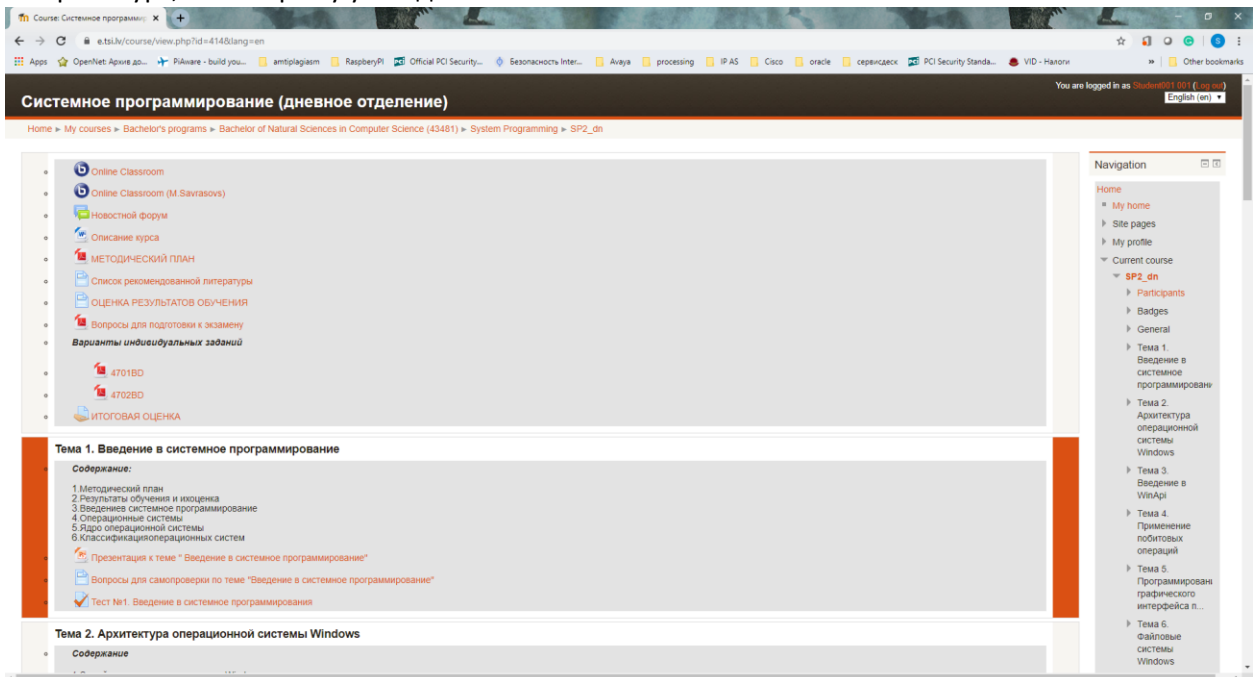 Course: Системное программир
e.tsi.lv/course/view.php?id=414&lang=en
Apps OpenNet: Архив до... PiAware - build you... amtiplagiasm RaspberyPI Official PCI Security... Безопасность Inter... Avaya processing IP AS Cisco oracle сервисдеск PCI Security Standa... VID - Налоги » Other bookmarks
You are logged in as Student001 001 (Log out)
Системное программирование (дневное отделение)
English (en)
Home ► My courses ► Bachelor's programs ► Bachelor of Natural Sciences in Computer Science (43481) ► System Programming ► SP2_dn
Online Classroom
Online Classroom (M.Savrasovs)
Новостной форум
Описание курса
МЕТОДИЧЕСКИЙ ПЛАН
Список рекомендованной литературы
ОЦЕНКА РЕЗУЛЬТАТОВ ОБУЧЕНИЯ
Вопросы для подготовки к экзамену
Варианты индивидуальных заданий
4701BD
4702BD
ИТОГОВАЯ ОЦЕНКА
Тема 1. Введение в системное программирование
Содержание:
1.Методический план
2.Результаты обучения и ихоценка
3.Введениев системное программирование
4.Операционные системы
5.Ядро операционной системы
6.Классификацияоперационных систем
Презентация к теме " Введение в системное программирование"
Вопросы для самопроверки по теме "Введение в системное программирование"
Тест №1. Введение в системное программирования
Тема 2. Архитектура операционной системы Windows
Содержание
Navigation
Home
My home
Site pages
My profile
Current course
SP2_dn
Participants
Badges
General
Тема 1.
Введение в
системное
программировани
Тема 2.
Архитектура
операционной
системы
Windows
Тема 3.
Введение в
WinApi
Тема 4.
Применение
побитовых
операций
Тема 5.
Программировани
графического
интерфейса п...
Тема 6.
Файловые
системы
Windows